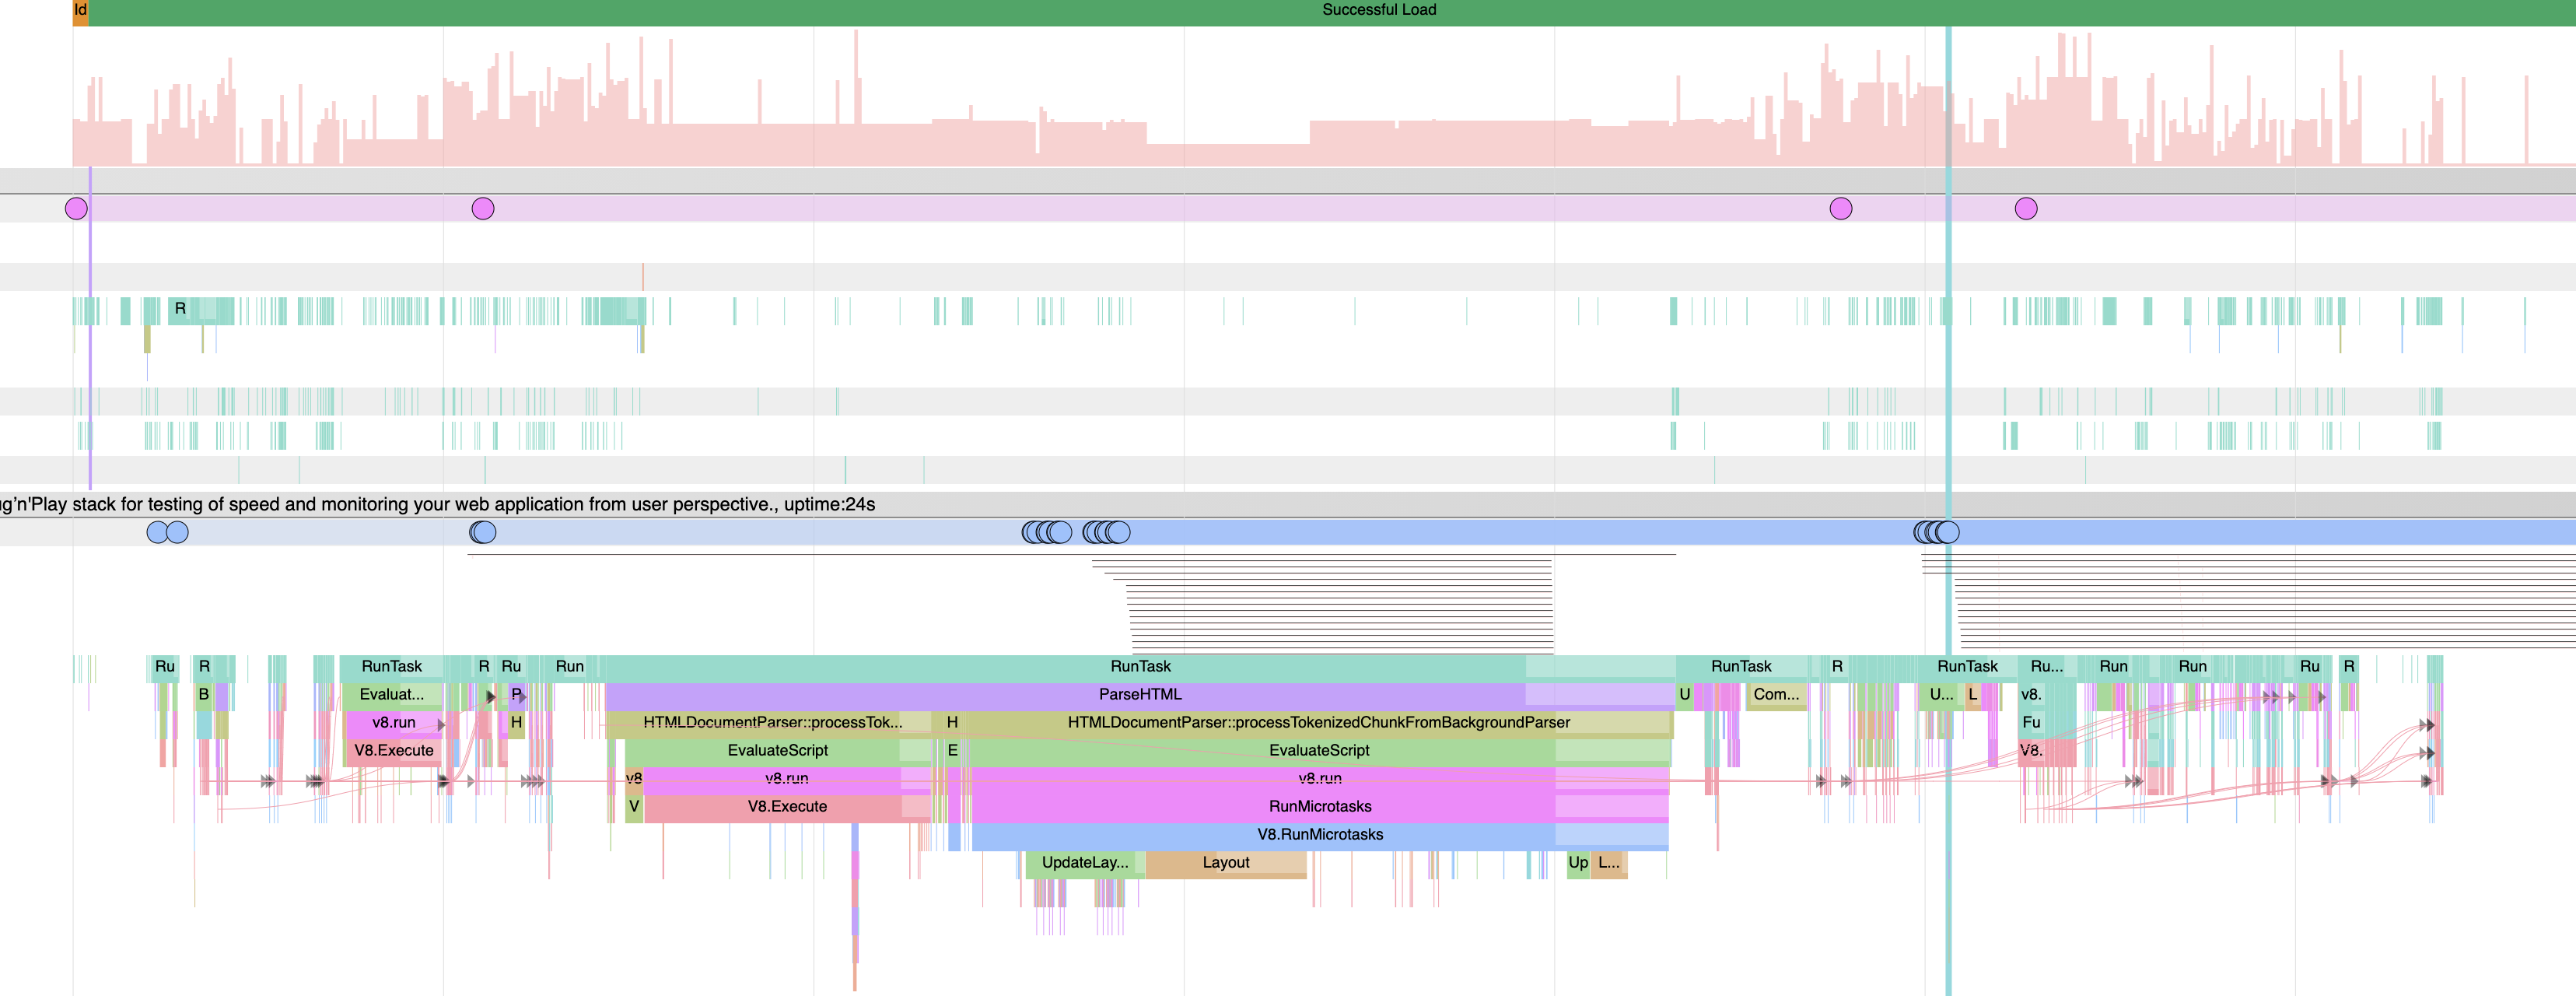 Id Successful Load
R
ug'n'Play stack for testing of speed and monitoring your web application from user perspective., uptime:24s
Ru R RunTask R Ru Run RunTask RunTask R RunTask Ru... Run Run Ru R
B Evaluat... P ParseHTML U Com... U... L v8.
v8.run H HTMLDocumentParser::processTok... H HTMLDocumentParser::processTokenizedChunkFromBackgroundParser Fu
V8.Execute EvaluateScript E EvaluateScript V8.
v8 v8.run v8.run
V V8.Execute RunMicrotasks
V8.RunMicrotasks
UpdateLay... Layout Up L...